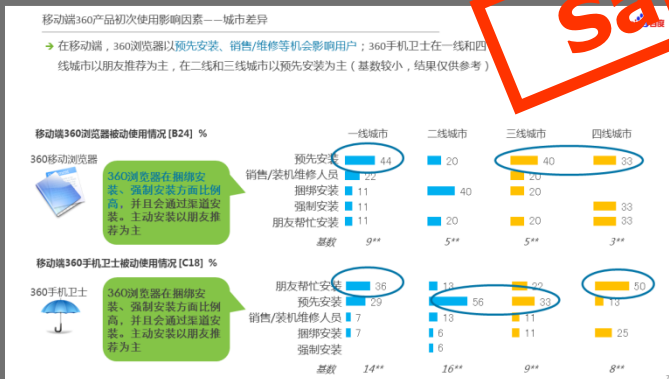 移动端360产品初次使用影响因素——城市差异
→ 在移动端，360浏览器以预先安装、销售/维修等机会影响用户；360手机卫士在一线和四
线城市以朋友推荐为主，在二线和三线城市以预先安装为主（基数较小，结果仅供参考）
移动端360浏览器被动使用情况 [B24] %
一线城市 二线城市 三线城市 四线城市
360移动浏览器
360浏览器在捆绑安
装、强制安装方面比例
高，并且会通过渠道安
装。主动安装以朋友推荐
为主
预先安装 44 20 40 33
销售/装机维修人员 22 20
捆绑安装 11 40 20
强制安装 11 33
朋友帮忙安装 11 20 20 33
基数 9** 5** 5** 3**
移动端360手机卫士被动使用情况 [C18] %
360手机卫士
360浏览器在捆绑安
装、强制安装方面比例
高，并且会通过渠道安
装。主动安装以朋友推
荐为主
朋友帮忙安装 36 13 22 50
预先安装 29 56 33 13
销售/装机维修人员 7 13 11
捆绑安装 7 6 11 25
强制安装 6
基数 14** 16** 9** 8**